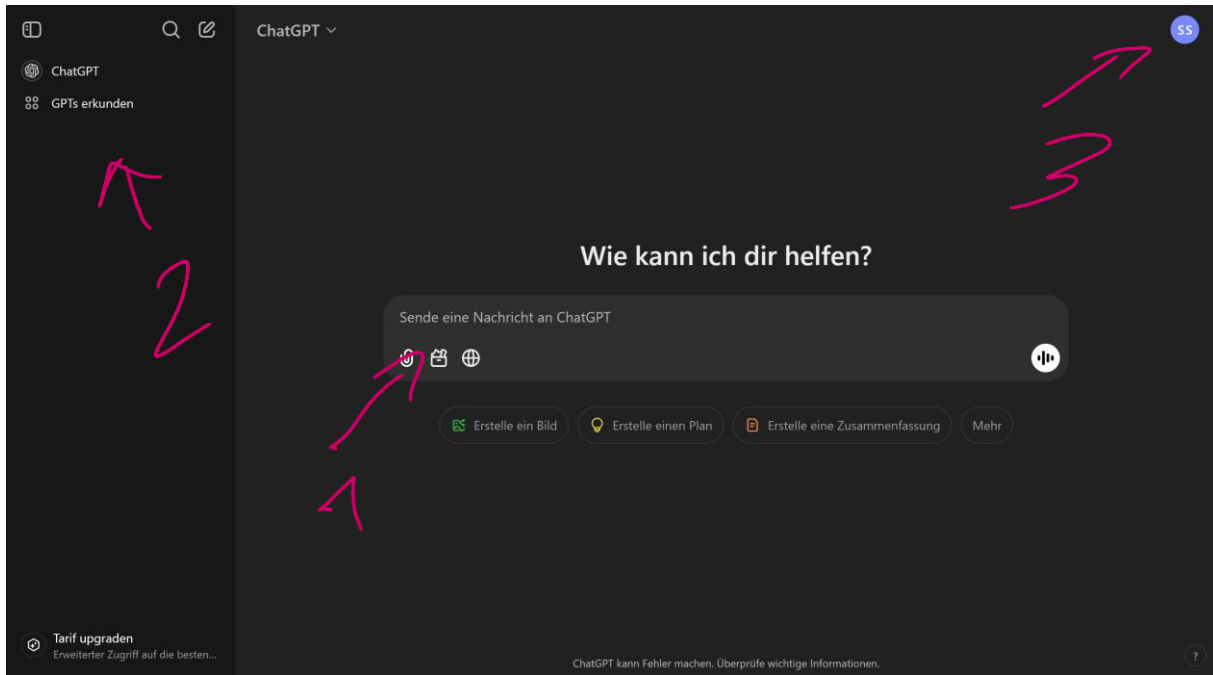 ChatGPT
SS
ChatGPT
GPTs erkunden
3
Wie kann ich dir helfen?
2
Sende eine Nachricht an ChatGPT
Erstelle ein Bild
Erstelle einen Plan
Erstelle eine Zusammenfassung
Mehr
1
Tarif upgraden
Erweiterter Zugriff auf die besten...
ChatGPT kann Fehler machen. Überprüfe wichtige Informationen.
?